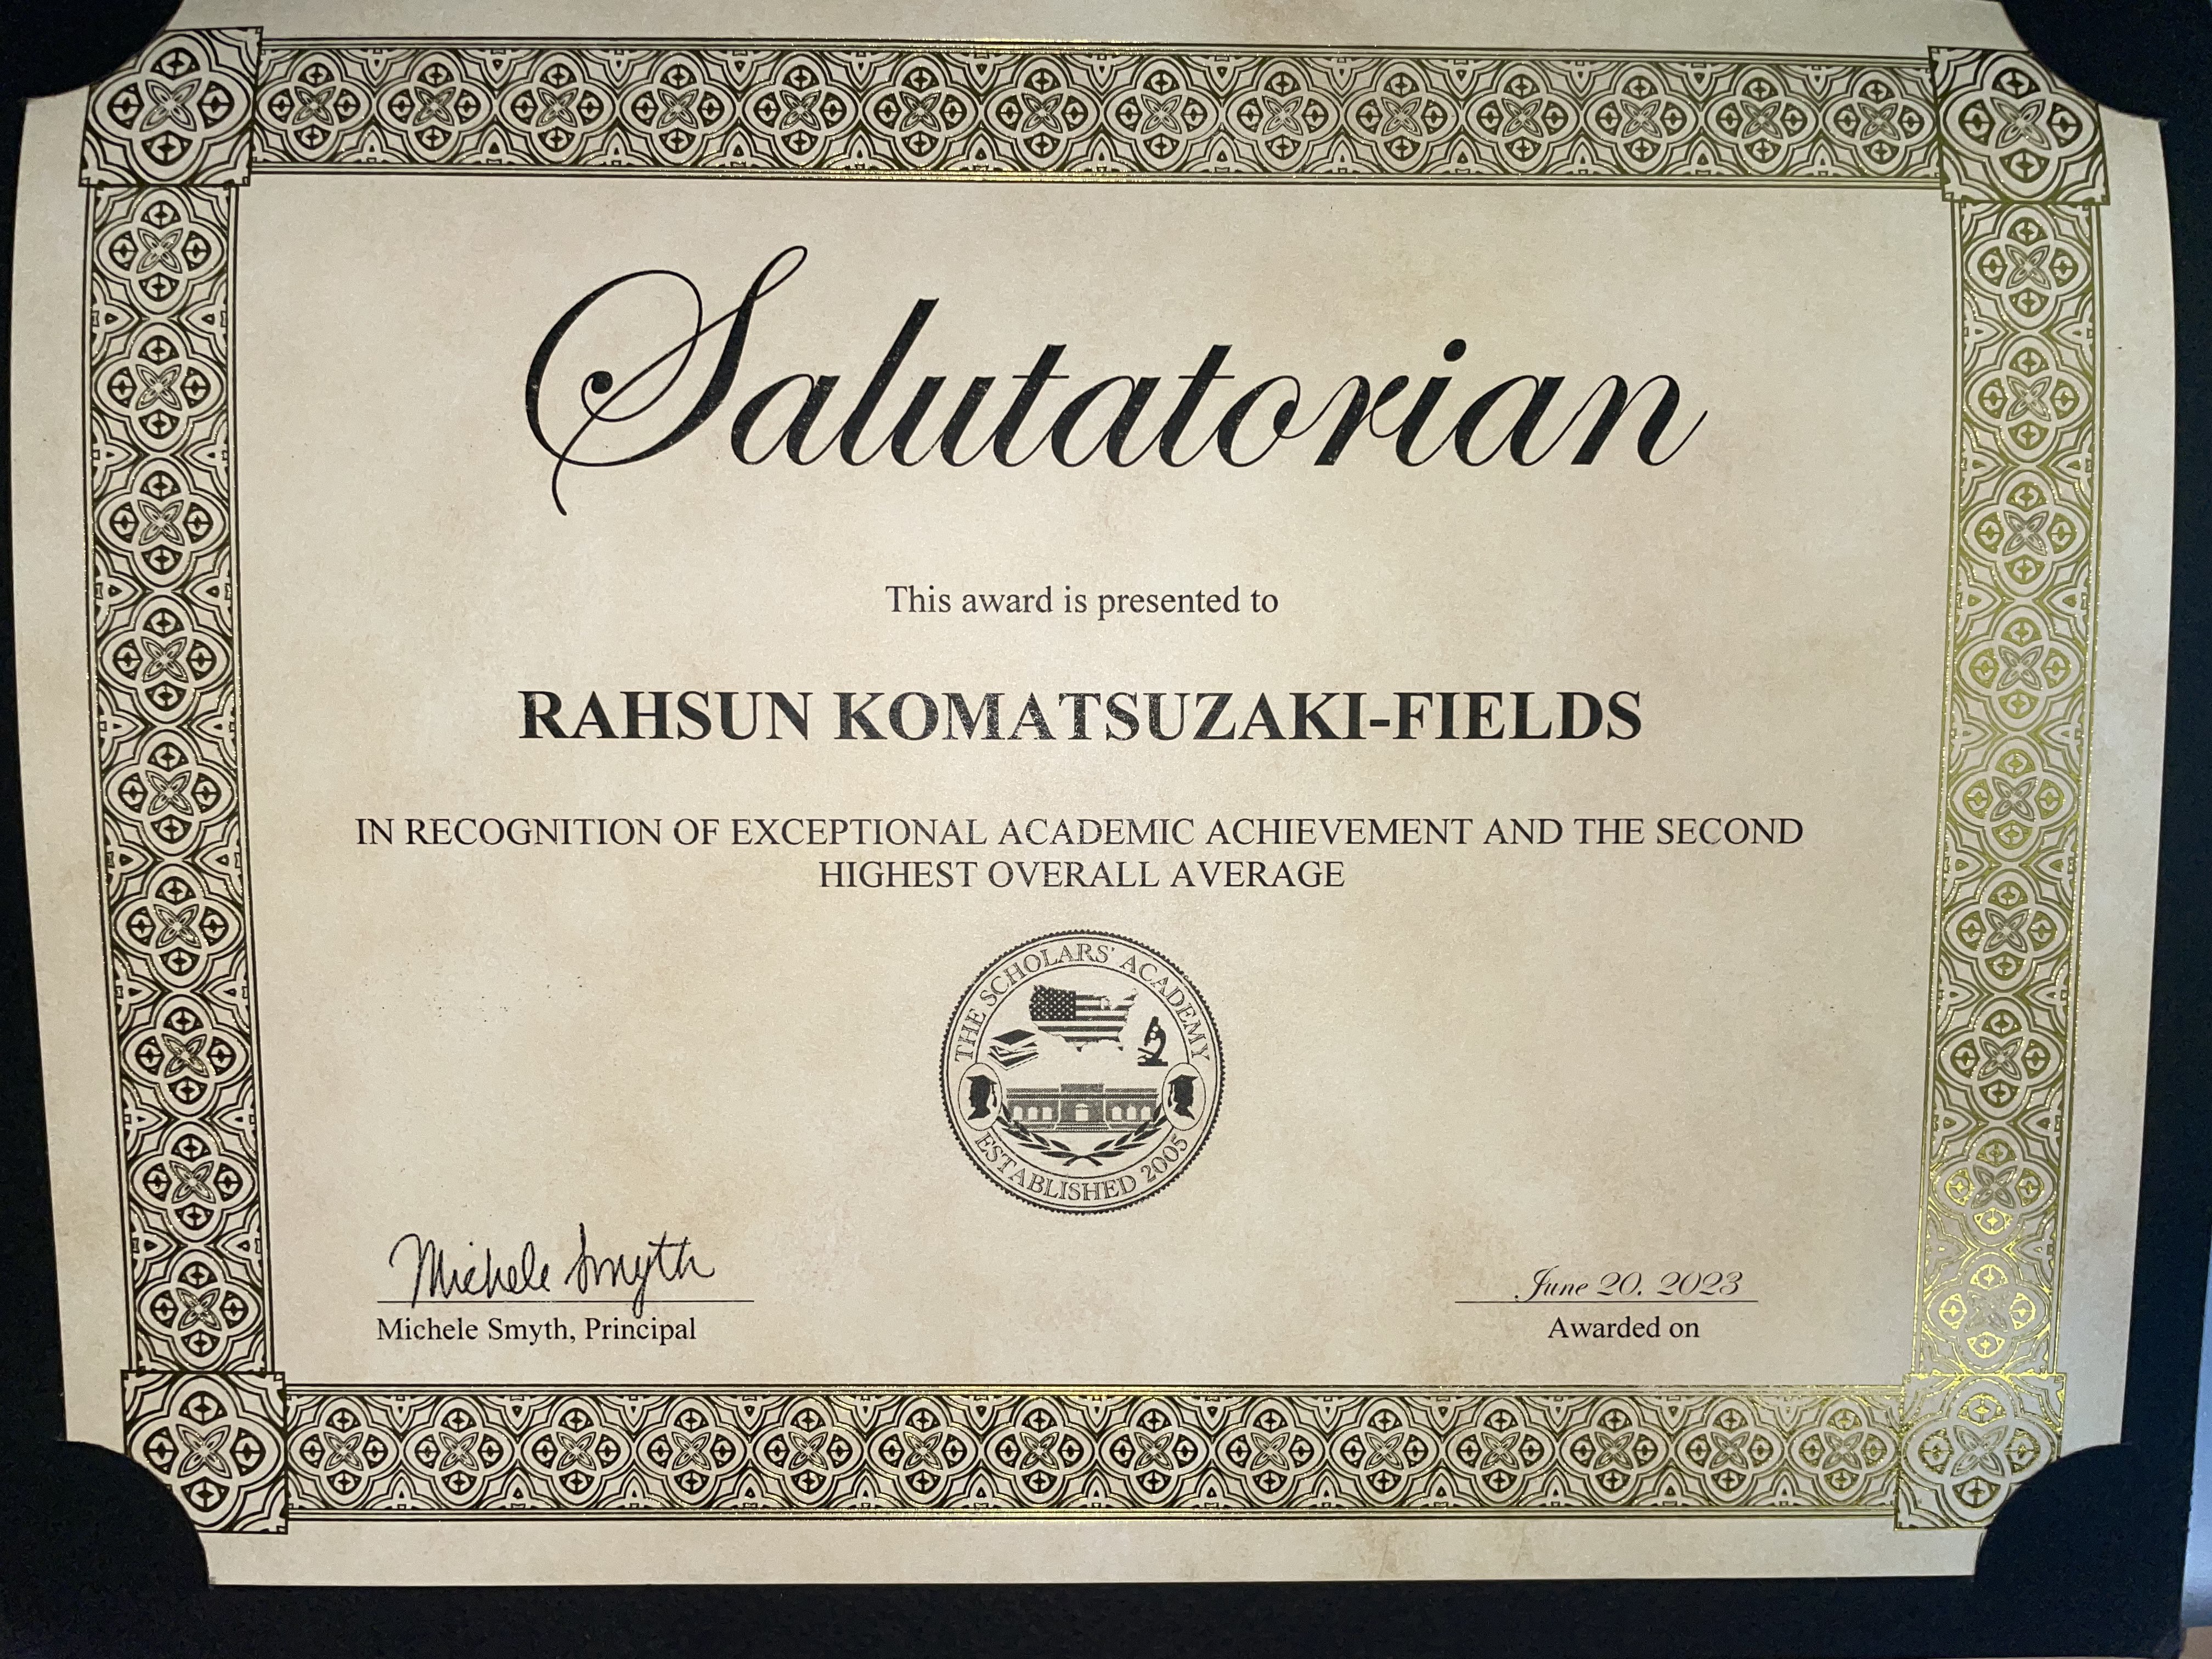 Salutatorian
This award is presented to
RAHSUN KOMATSUZAKI-FIELDS
IN RECOGNITION OF EXCEPTIONAL ACADEMIC ACHIEVEMENT AND THE SECOND
HIGHEST OVERALL AVERAGE
THE SCHOLARS' ACADEMY
ESTABLISHED 2005
Michele Smyth
Michele Smyth, Principal
June 20, 2023
Awarded on